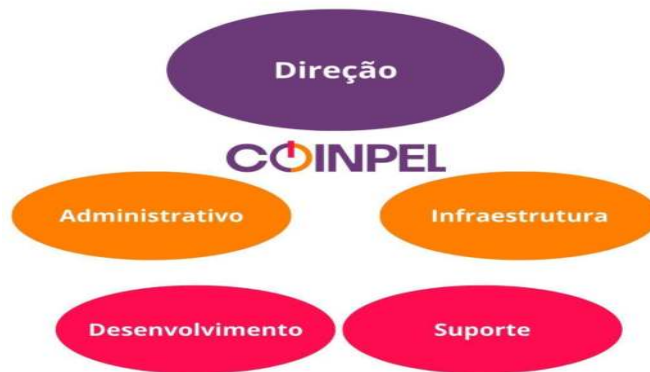 Direção
COINPEL
Administrativo
Infraestrutura
Desenvolvimento
Suporte